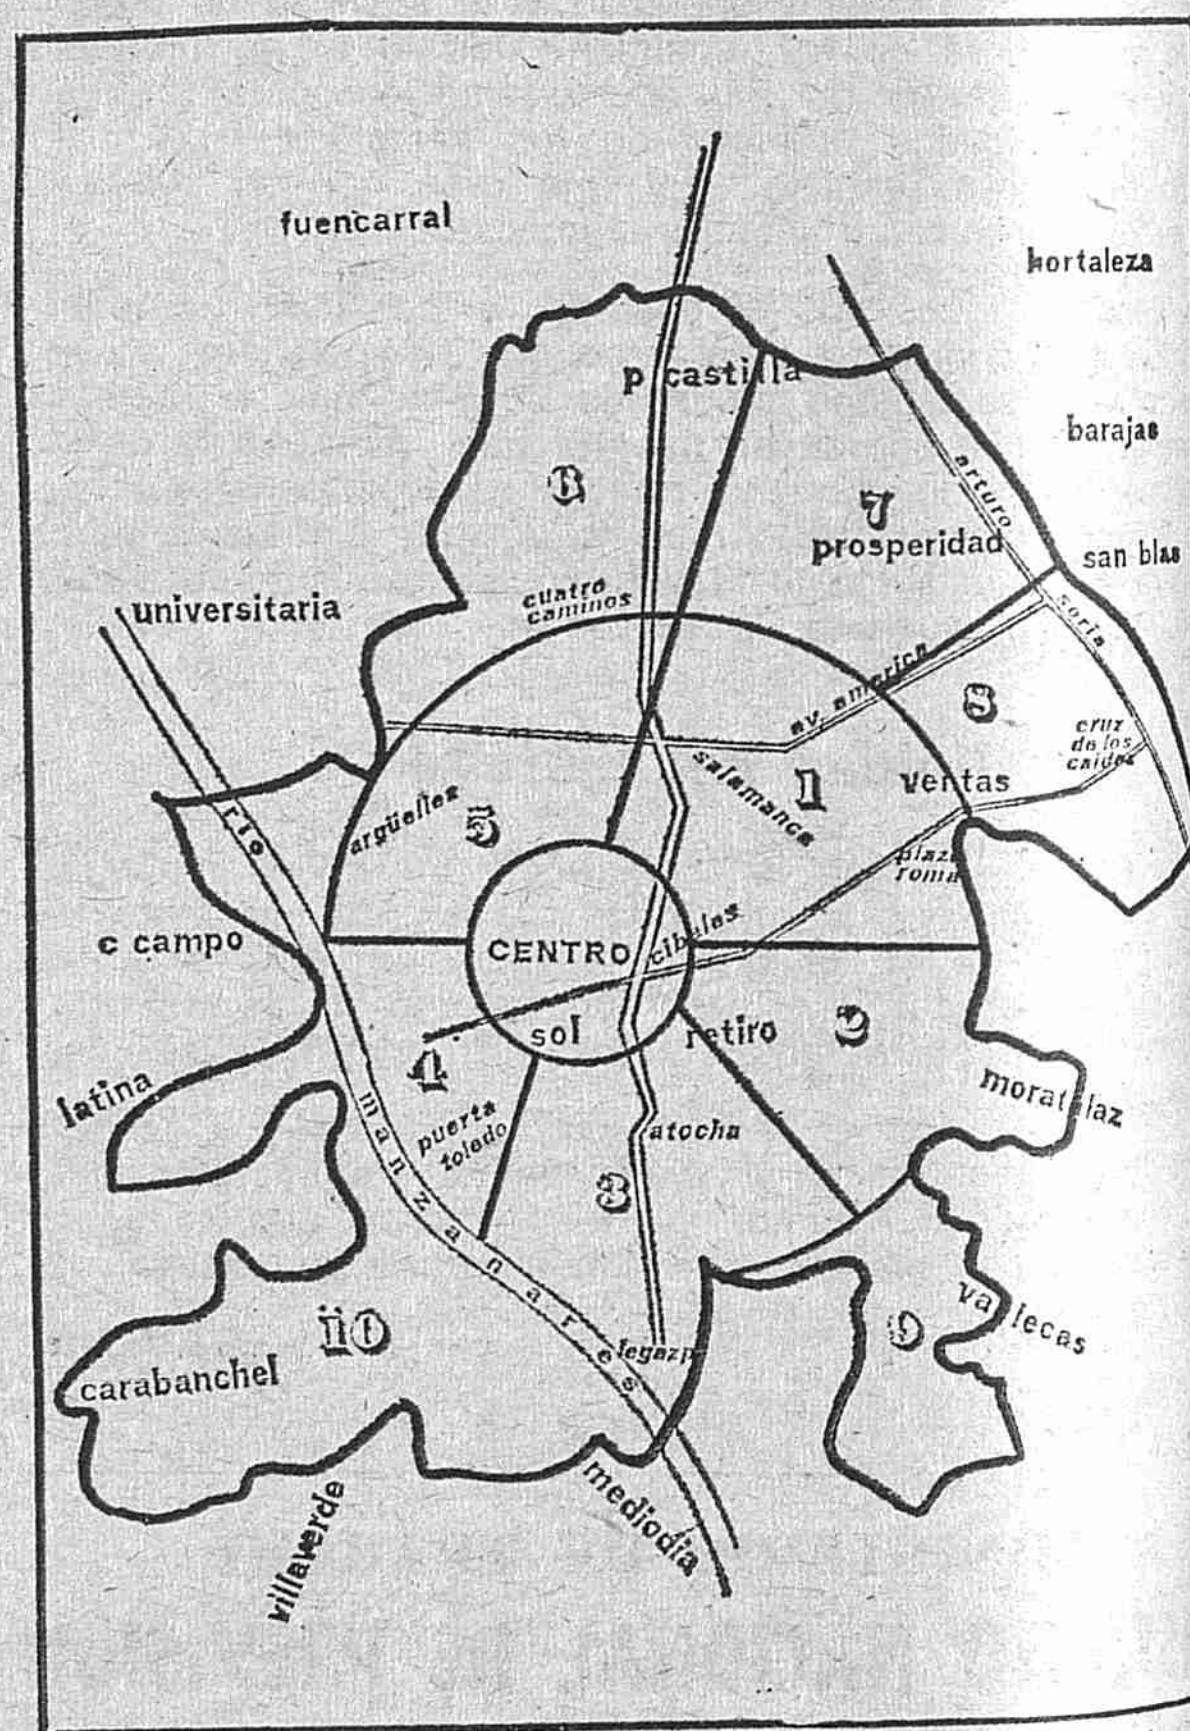 fuencarral
hortaleza
p castilla
barajas
6
7
arturo
prosperidad
san blas
cuatro
caminos
universitaria
soria
av. america
8
cruz
de los
caidos
salamanca
1
ventas
argüelles
5
rio
plaza
roma
c campo
CENTRO
cibeles
sol
retiro
2
4
latina
moratalaz
manzanares
puerta
toledo
atocha
3
vallecas
10
9
legazpi
carabanchel
villaverde
mediodia